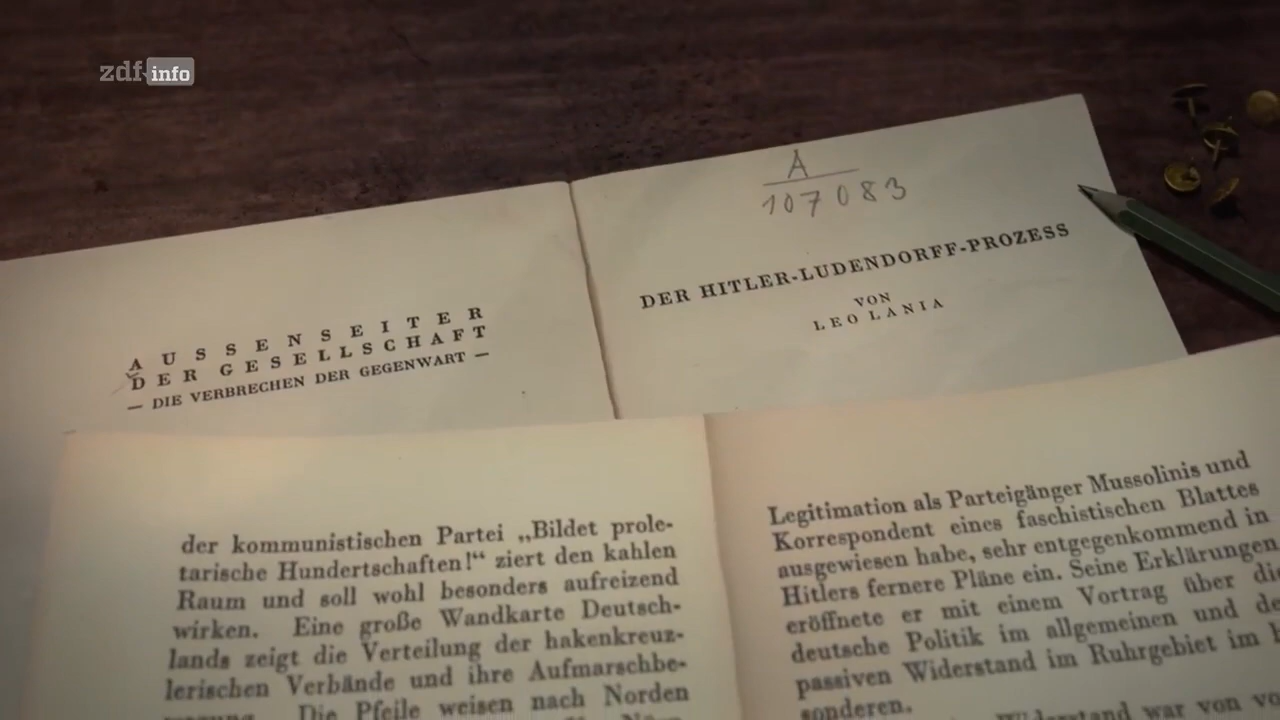 zdf info
A
107083
DER HITLER-LUDENDORFF-PROZESS
VON
LEO LANIA
AUSSENSEITER
DER GESELLSCHAFT
— DIE VERBRECHEN DER GEGENWART —
der kommunistischen Partei „Bildet prole-
tarische Hundertschaften!“ ziert den kahlen
Raum und soll wohl besonders aufreizend
wirken. Eine große Wandkarte Deutsch-
lands zeigt die Verteilung der hakenkreuz-
lerischen Verbände und ihre Aufmarschbe-
Die Pfeile weisen nach Norden
Legitimation als Parteigänger Mussolinis und
Korrespondent eines faschistischen Blattes
ausgewiesen habe, sehr entgegenkommend in
Hitlers fernere Pläne ein. Seine Erklärungen
eröffnete er mit einem Vortrag über die
deutsche Politik im allgemeinen und
passiven Widerstand im Ruhrgebiet im
sonderen.
war von